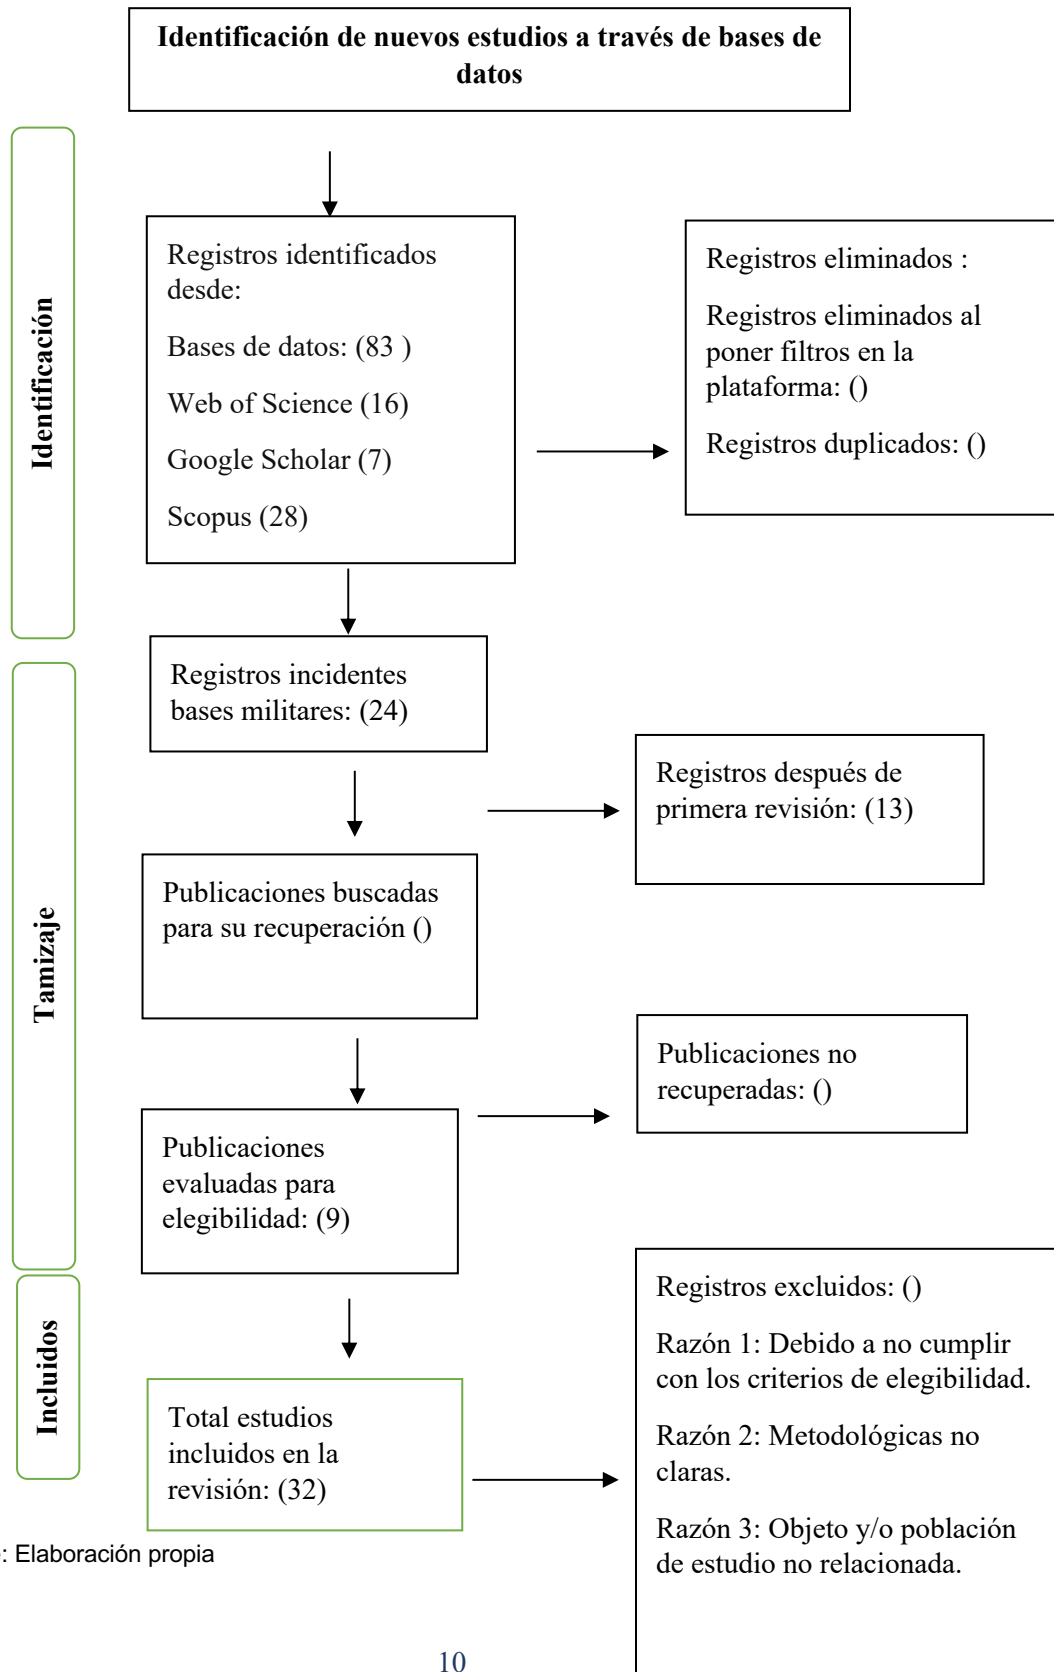 Identificación de nuevos estudios a través de bases de
datos
Identificación
Registros identificados
desde:
Bases de datos: (83 )
Web of Science (16)
Google Scholar (7)
Scopus (28)
Registros eliminados :
Registros eliminados al
poner filtros en la
plataforma: ()
Registros duplicados: ()
Tamizaje
Registros incidentes
bases militares: (24)
Registros después de
primera revisión: (13)
Publicaciones buscadas
para su recuperación ()
Publicaciones no
recuperadas: ()
Publicaciones
evaluadas para
elegibilidad: (9)
Incluidos
Total estudios
incluidos en la
revisión: (32)
Registros excluidos: ()
Razón 1: Debido a no cumplir
con los criterios de elegibilidad.
Razón 2: Metodológicas no
claras.
Razón 3: Objeto y/o población
de estudio no relacionada.
: Elaboración propia
10